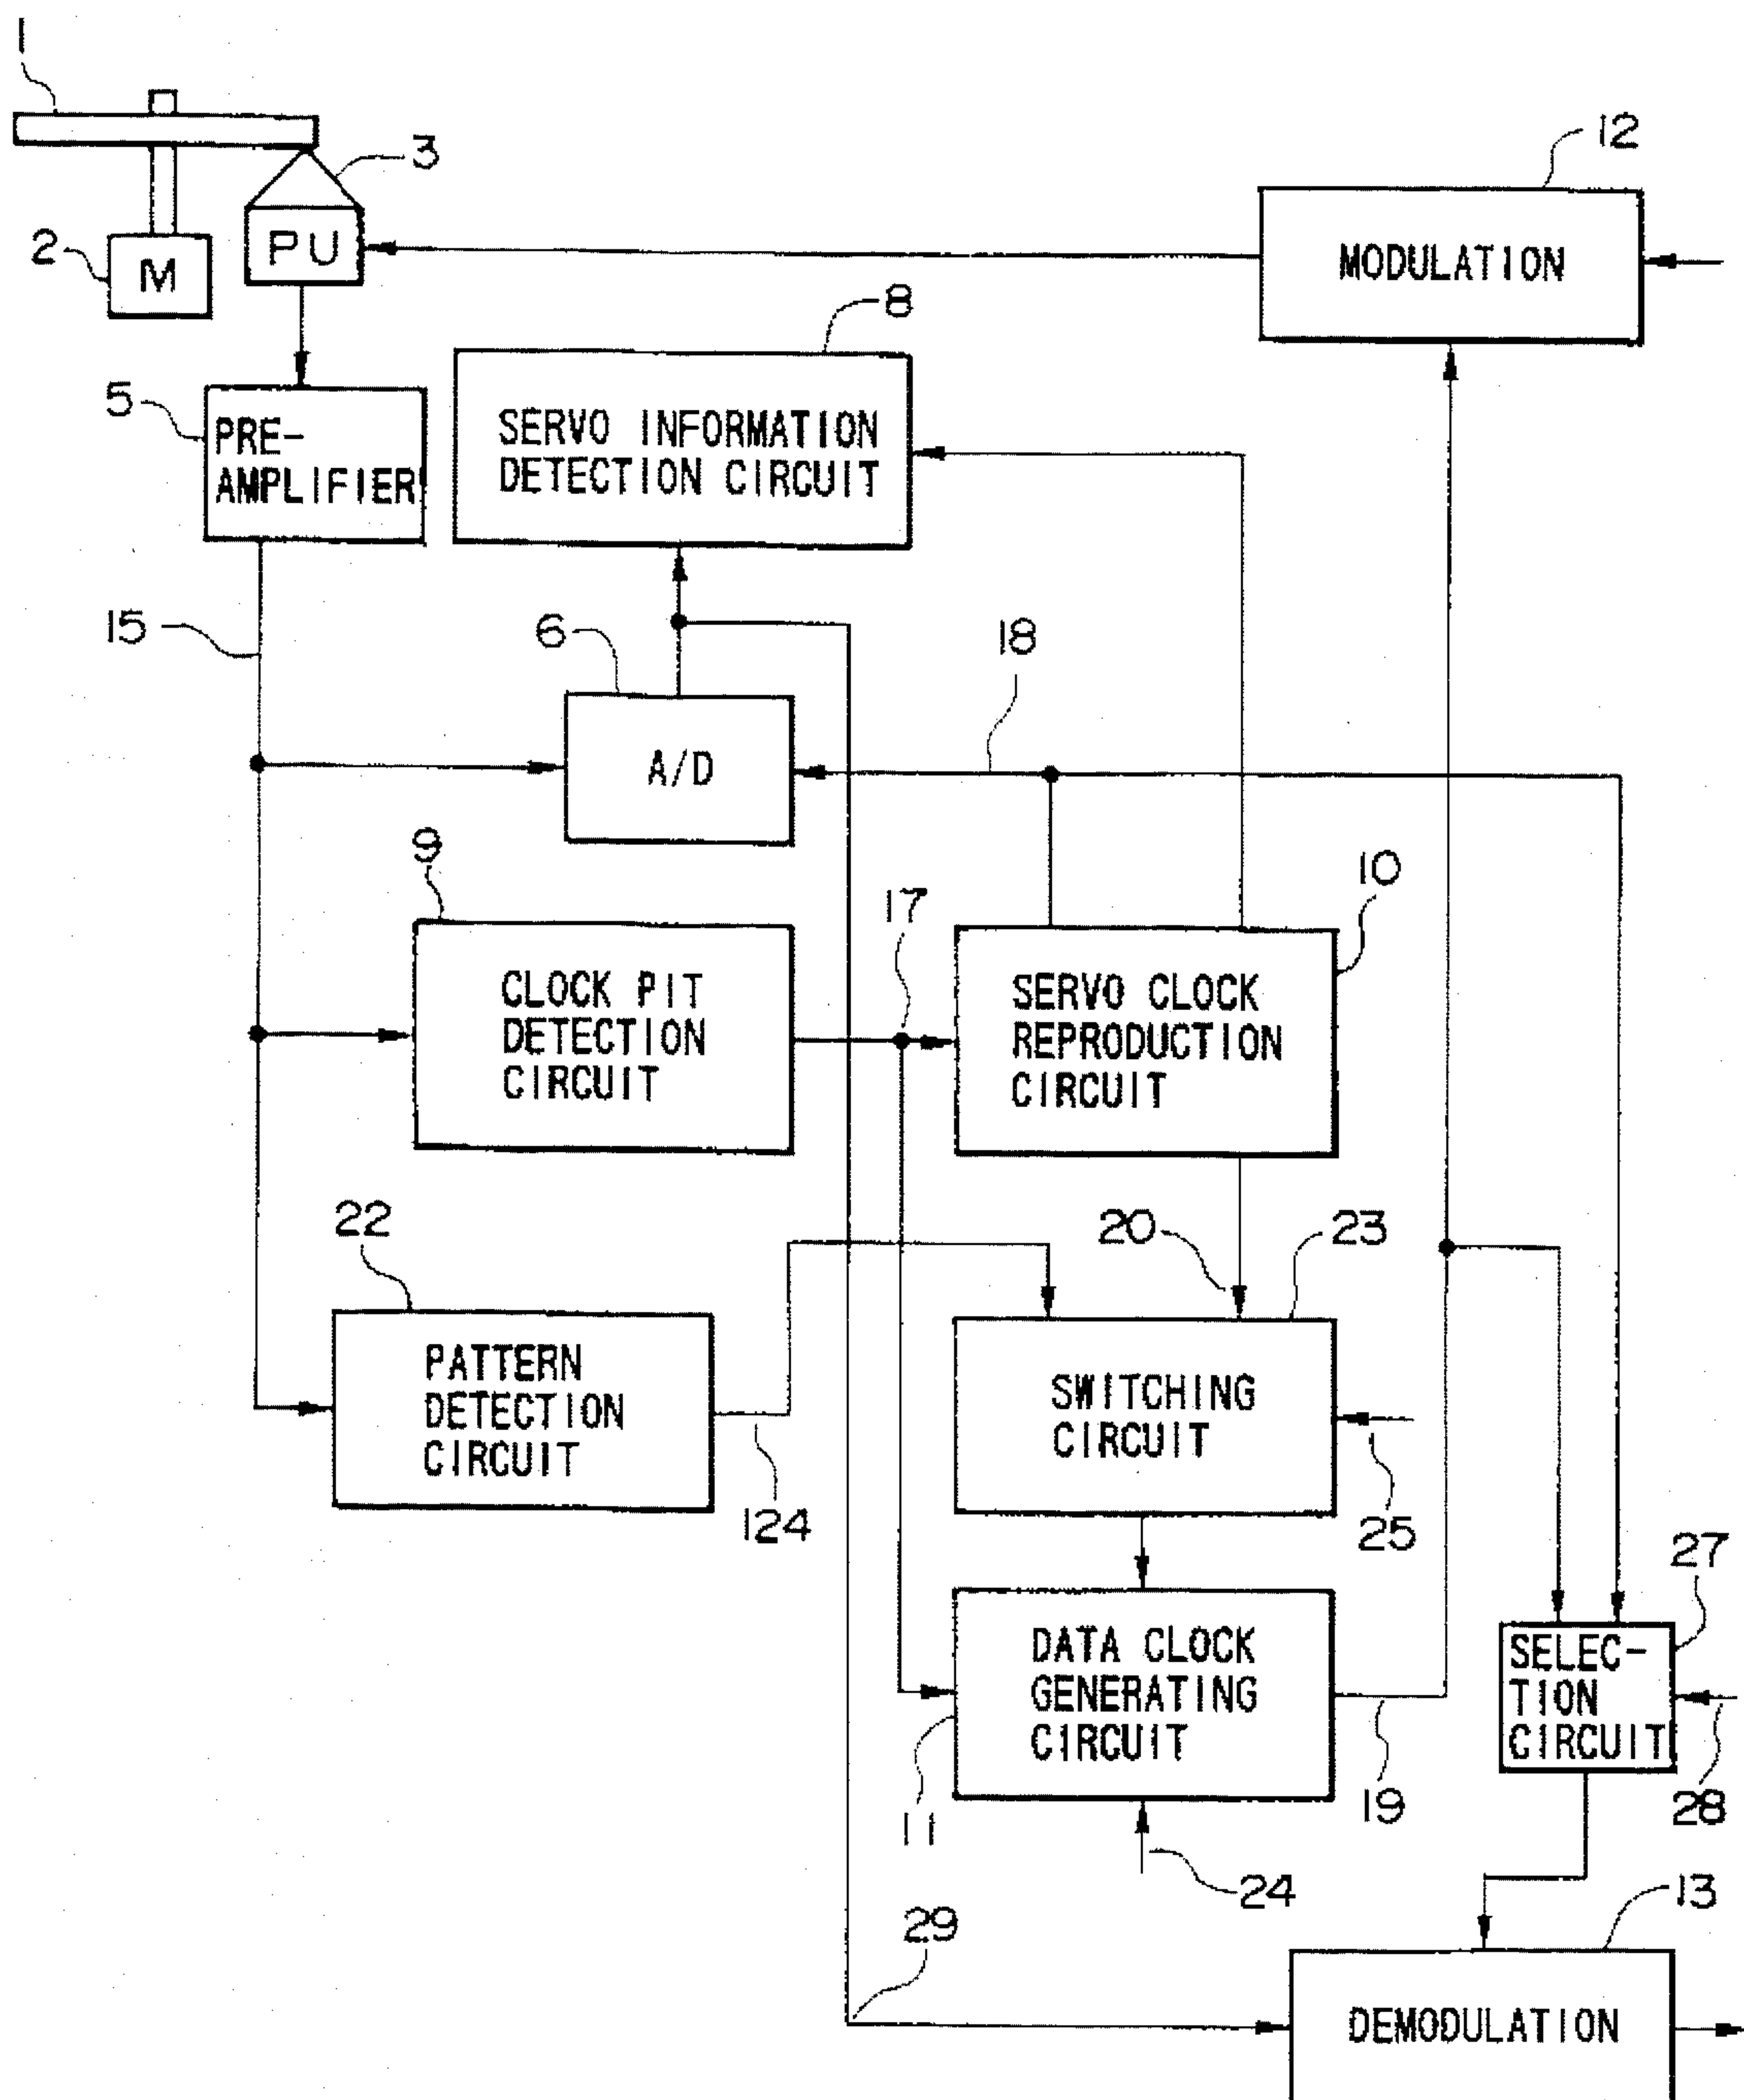 1
12
3
MODULATION
2
M
PU
8
5
PRE-
AMPLIFIER
SERVO INFORMATION
DETECTION CIRCUIT
15
6
18
A/D
9
17
10
CLOCK PIT
DETECTION
CIRCUIT
SERVO CLOCK
REPRODUCTION
CIRCUIT
22
20
23
PATTERN
DETECTION
CIRCUIT
SWITCHING
CIRCUIT
124
25
27
DATA CLOCK
GENERATING
CIRCUIT
SELEC-
TION
CIRCUIT
11
19
28
24
29
13
DEMODULATION